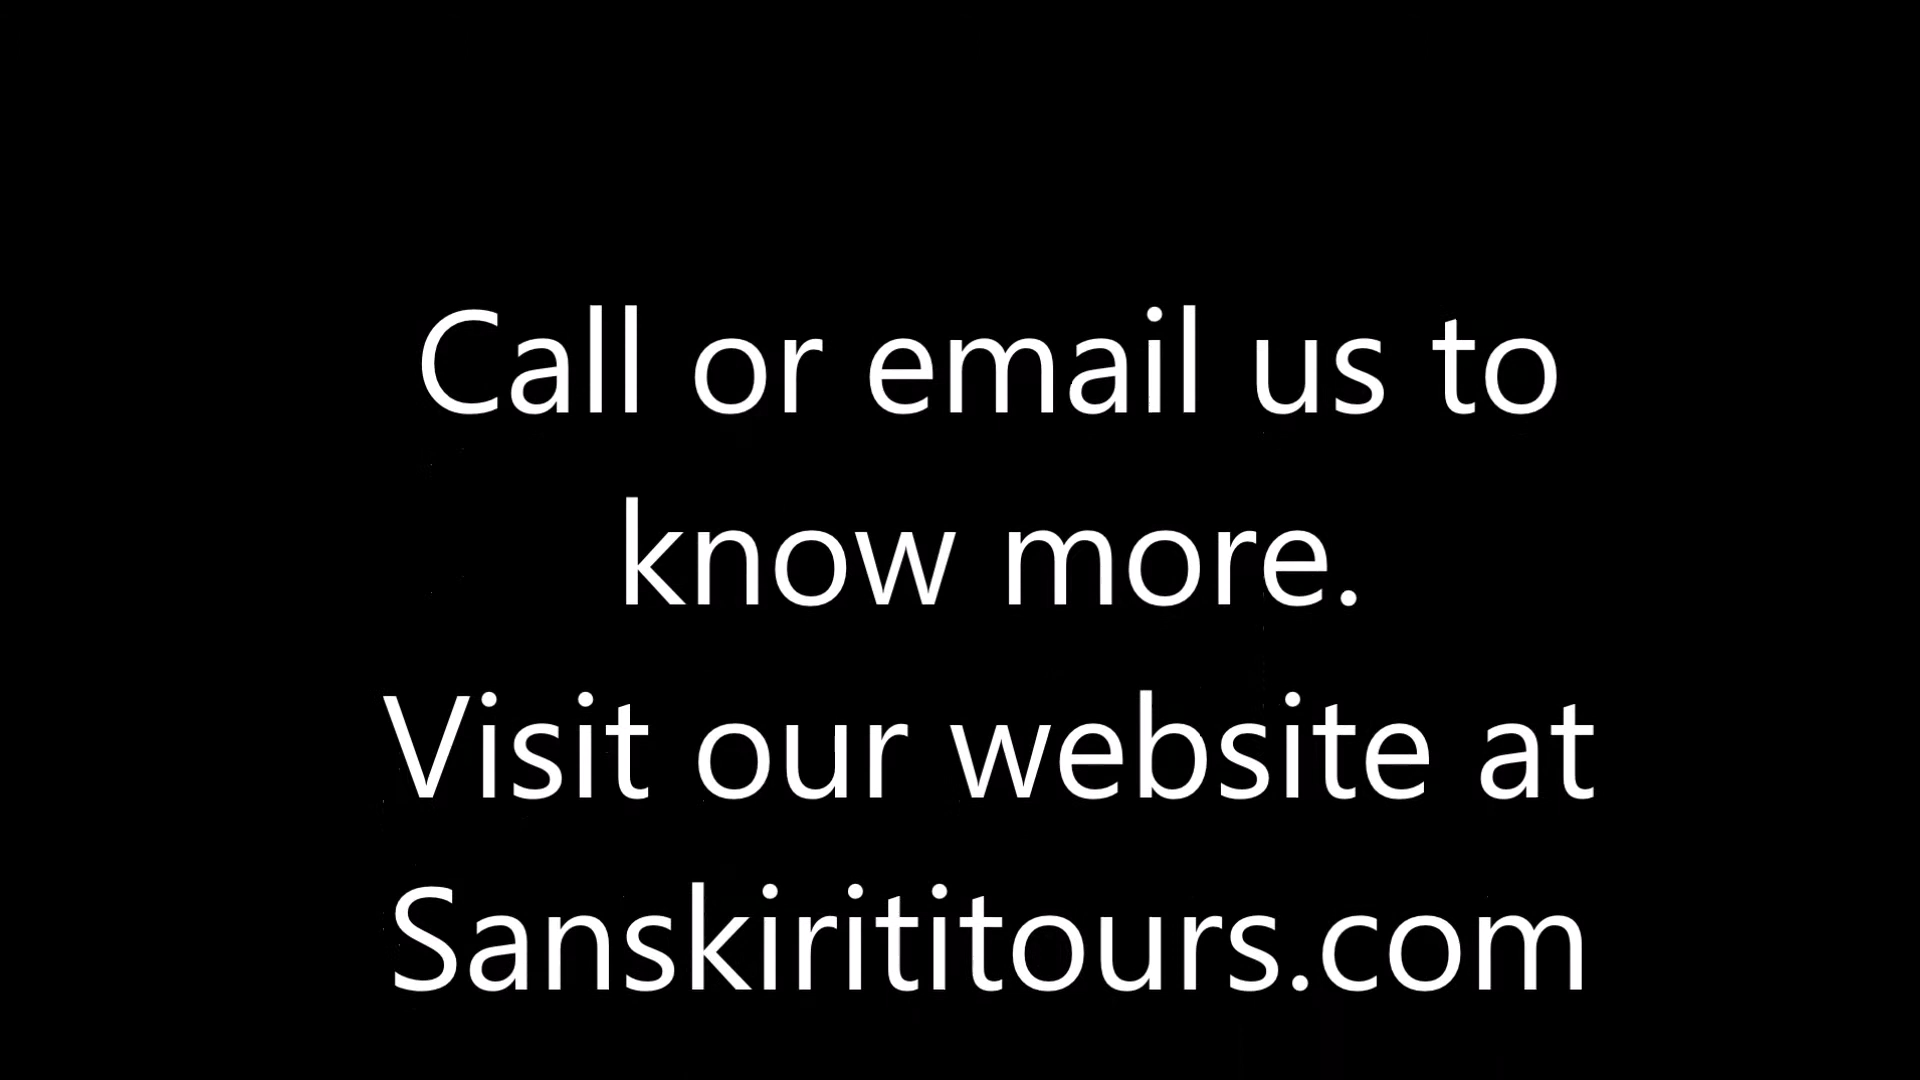 Call or email us to
know more.
Visit our website at
Sanskirititours.com